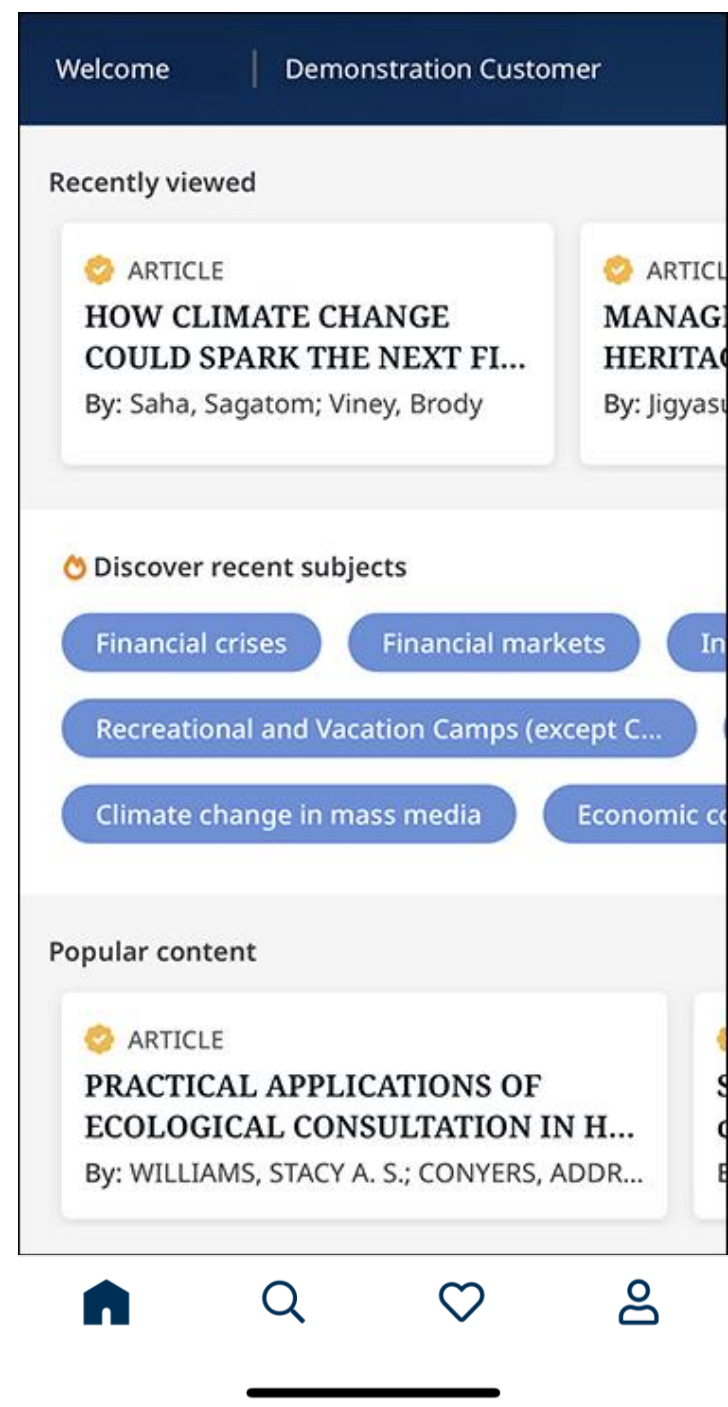 Welcome | Demonstration Customer
Recently viewed
ARTICLE
HOW CLIMATE CHANGE
COULD SPARK THE NEXT FI...
By: Saha, Sagatom; Viney, Brody
Discover recent subjects
Financial crises Financial markets In
Recreational and Vacation Camps (except C...
Climate change in mass media Economic
Popular content
ARTICLE
PRACTICAL APPLICATIONS OF
ECOLOGICAL CONSULTATION IN H...
By: WILLIAMS, STACY A. S.; CONYERS, ADDR...